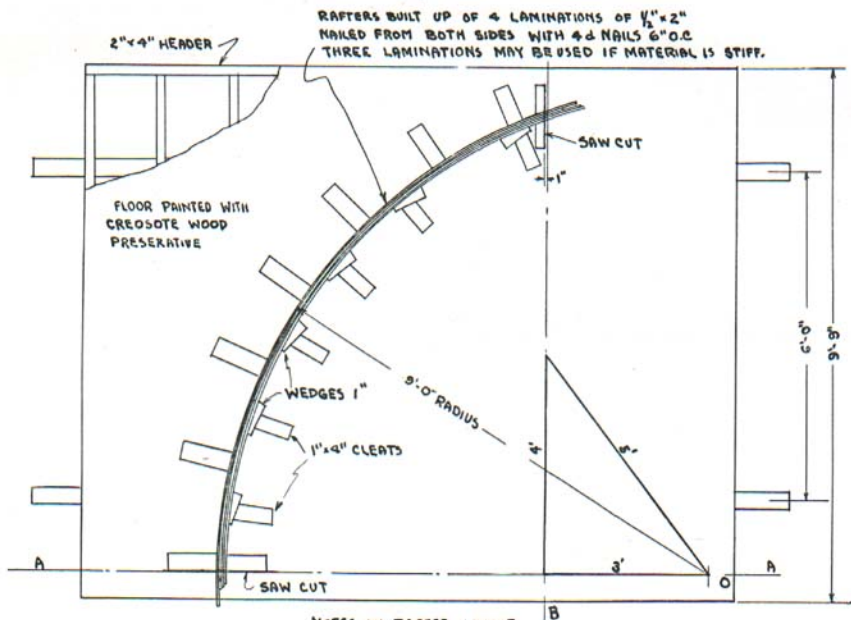 RAFTERS BUILT UP OF 4 LAMINATIONS OF 1/2"x2"
NAILED FROM BOTH SIDES WITH 4d NAILS 6" O.C
THREE LAMINATIONS MAY BE USED IF MATERIAL IS STIFF.
2"x4" HEADER
SAW CUT
1"
FLOOR PAINTED WITH
CREOSOTE WOOD
PRESERATIVE
6'-0"
9'-9"
9'-0" RADIUS
WEDGES 1"
1"x4" CLEATS
4'
5'
A
3'
O
A
SAW CUT
B